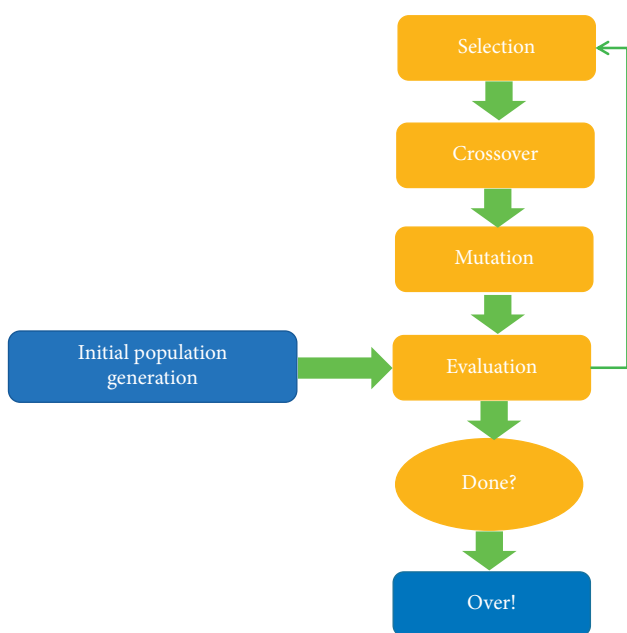 Selection
Crossover
Mutation
Initial population
generation
Evaluation
Done?
Over!